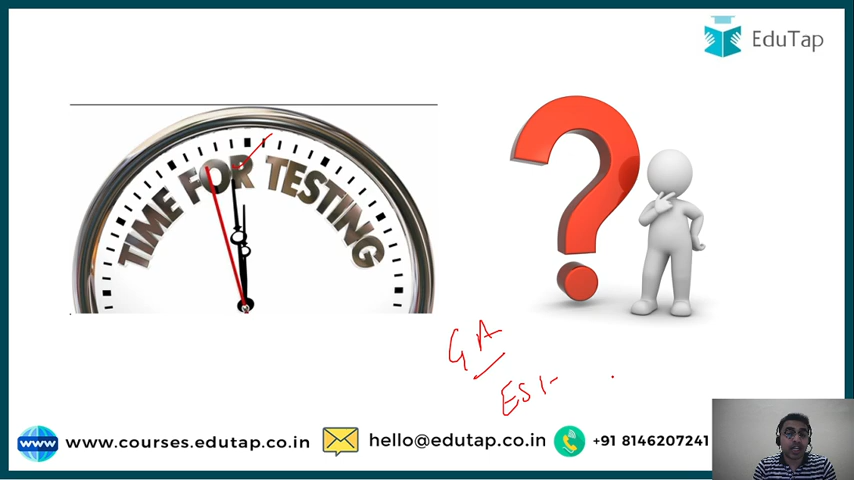 EduTap
TIME FOR TESTING
GA
ESI-
www.courses.edutap.co.in
hello@edutap.co.in
+91 8146207241